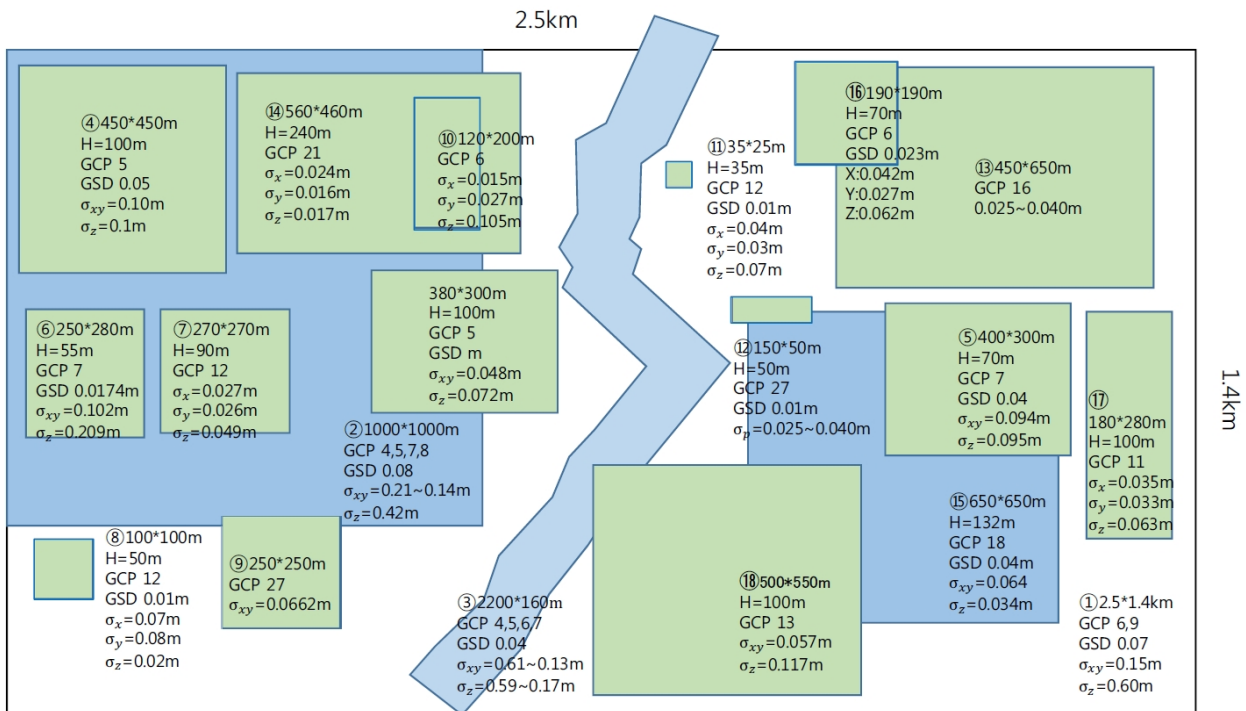 2.5km
④450*450m
H=100m
GCP 5
GSD 0.05
σxy=0.10m
σz=0.1m
⑭560*460m
H=240m
GCP 21
σx=0.024m
σy=0.016m
σz=0.017m
⑩120*200m
GCP 6
σx=0.015m
σy=0.027m
σz=0.105m
⑪35*25m
H=35m
GCP 12
GSD 0.01m
σx=0.04m
σy=0.03m
σz=0.07m
⑯190*190m
H=70m
GCP 6
GSD 0.023m
X:0.042m
Y:0.027m
Z:0.062m
⑬450*650m
GCP 16
0.025~0.040m
⑥250*280m
H=55m
GCP 7
GSD 0.0174m
σxy=0.102m
σz=0.209m
⑦270*270m
H=90m
GCP 12
σx=0.027m
σy=0.026m
σz=0.049m
380*300m
H=100m
GCP 5
GSD m
σxy=0.048m
σz=0.072m
②1000*1000m
GCP 4,5,7,8
GSD 0.08
σxy=0.21~0.14m
σz=0.42m
⑫150*50m
H=50m
GCP 27
GSD 0.01m
σp=0.025~0.040m
⑤400*300m
H=70m
GCP 7
GSD 0.04
σxy=0.094m
σz=0.095m
⑰
180*280m
H=100m
GCP 11
σx=0.035m
σy=0.033m
σz=0.063m
1.4km
⑧100*100m
H=50m
GCP 12
GSD 0.01m
σx=0.07m
σy=0.08m
σz=0.02m
⑨250*250m
GCP 27
σxy=0.0662m
③2200*160m
GCP 4,5,6,7
GSD 0.04
σxy=0.61~0.13m
σz=0.59~0.17m
⑱500*550m
H=100m
GCP 13
σxy=0.057m
σz=0.117m
⑮650*650m
H=132m
GCP 18
GSD 0.04m
σxy=0.064
σz=0.034m
①2.5*1.4km
GCP 6,9
GSD 0.07
σxy=0.15m
σz=0.60m